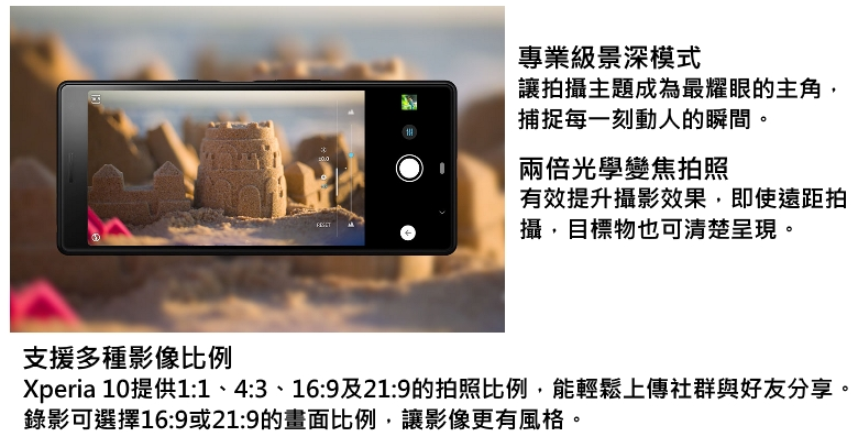 專業級景深模式
讓拍攝主題成為最耀眼的主角，
捕捉每一刻動人的瞬間。
兩倍光學變焦拍照
有效提升攝影效果，即使遠距拍
攝，目標物也可清楚呈現。
±0.0
RESET
支援多種影像比例
Xperia 10提供1:1、4:3、16:9及21:9的拍照比例，能輕鬆上傳社群與好友分享。
錄影可選擇16:9或21:9的畫面比例，讓影像更有風格。